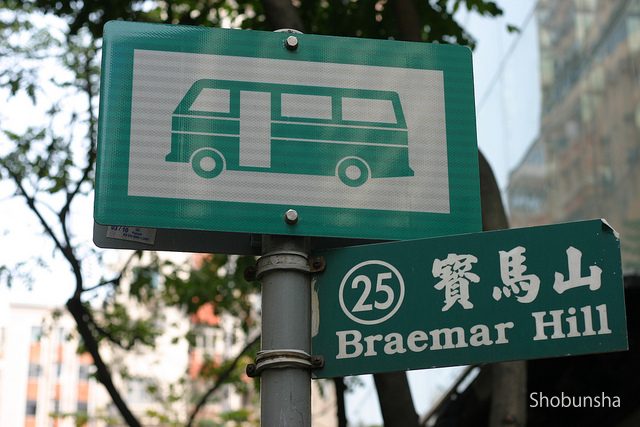 25 寶馬山
Braemar Hill
Shobunsha